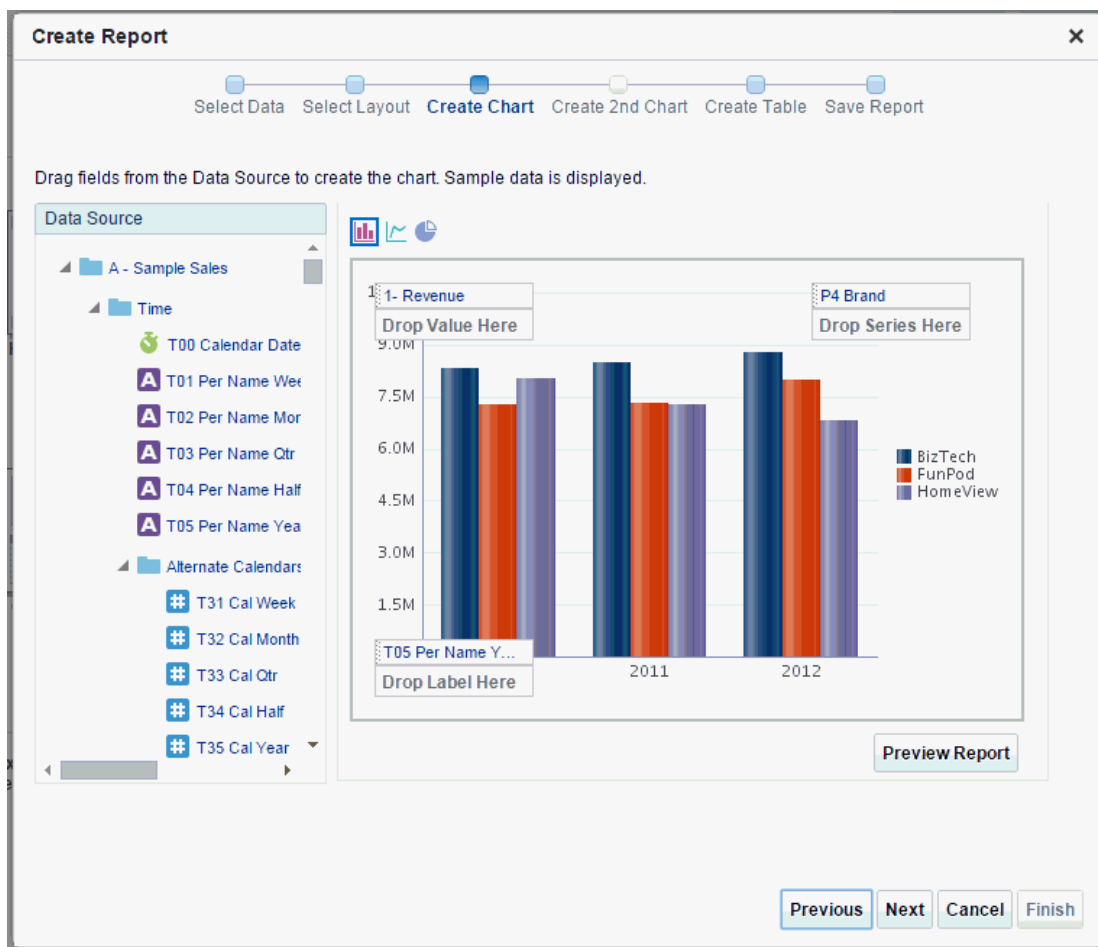 Create Report
Select Data Select Layout Create Chart Create 2nd Chart Create Table Save Report
Drag fields from the Data Source to create the chart. Sample data is displayed.
Data Source
A - Sample Sales
Time
T00 Calendar Date
T01 Per Name Wee
T02 Per Name Mor
T03 Per Name Qtr
T04 Per Name Half
T05 Per Name Yea
Alternate Calendars
T31 Cal Week
T32 Cal Month
T33 Cal Qtr
T34 Cal Half
T35 Cal Year
1- Revenue
Drop Value Here
P4 Brand
Drop Series Here
9.0M
7.5M
6.0M
4.5M
3.0M
1.5M
BizTech
FunPod
HomeView
T05 Per Name Y...
Drop Label Here
2011
2012
Preview Report
Previous Next Cancel Finish